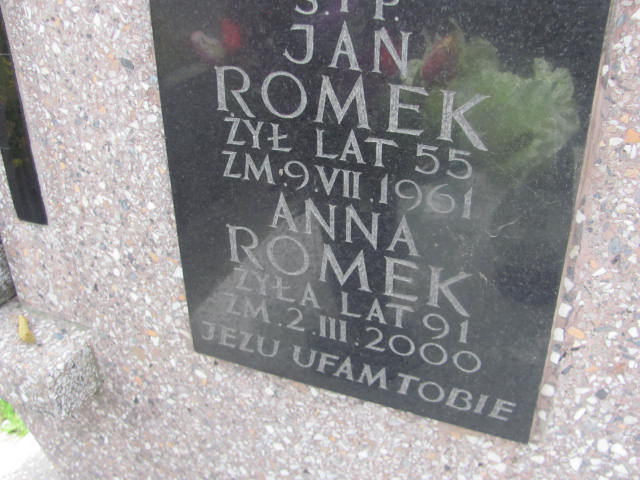 Ś I P.
JAN
ROMEK
ŻYŁ LAT 55
ZM. 9. VII. 1961
ANNA
ROMEK
ŻYŁA LAT 91
ZM. 2. III. 2000
JEZU UFAM TOBIE